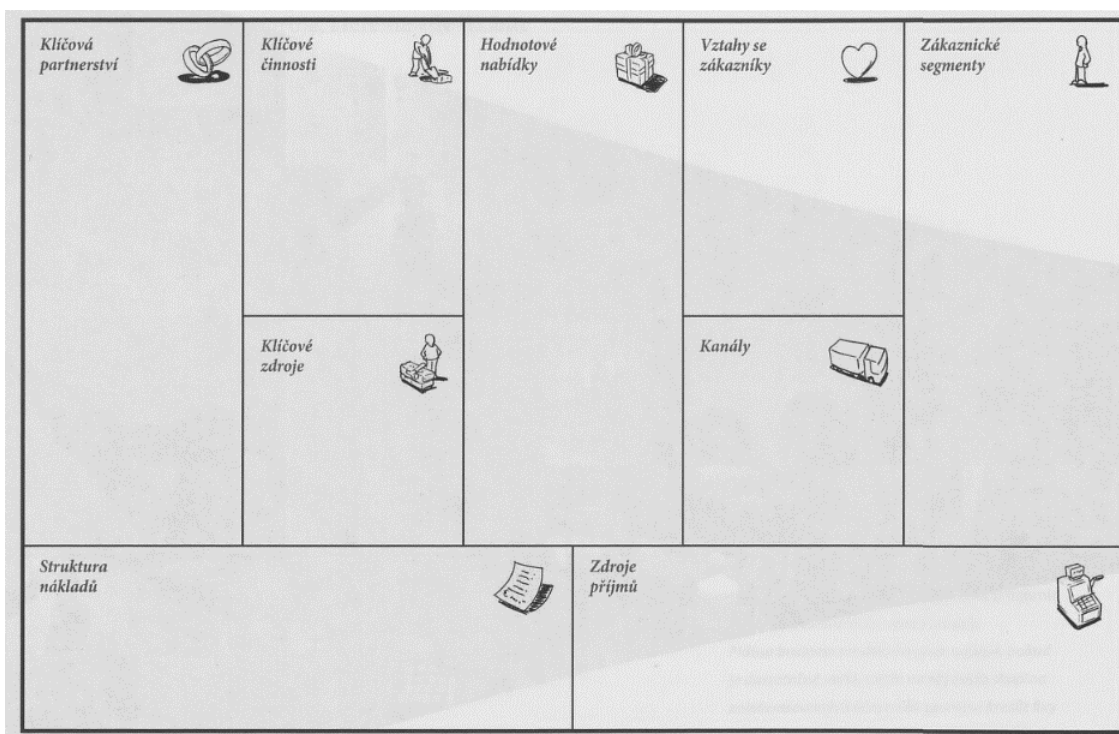 Klíčová
partnerství
Klíčové
činnosti
Hodnotové
nabídky
Vztahy se
zákazníky
Zákaznické
segmenty
Klíčové
zdroje
Kanály
Struktura
nákladů
Zdroje
příjmů